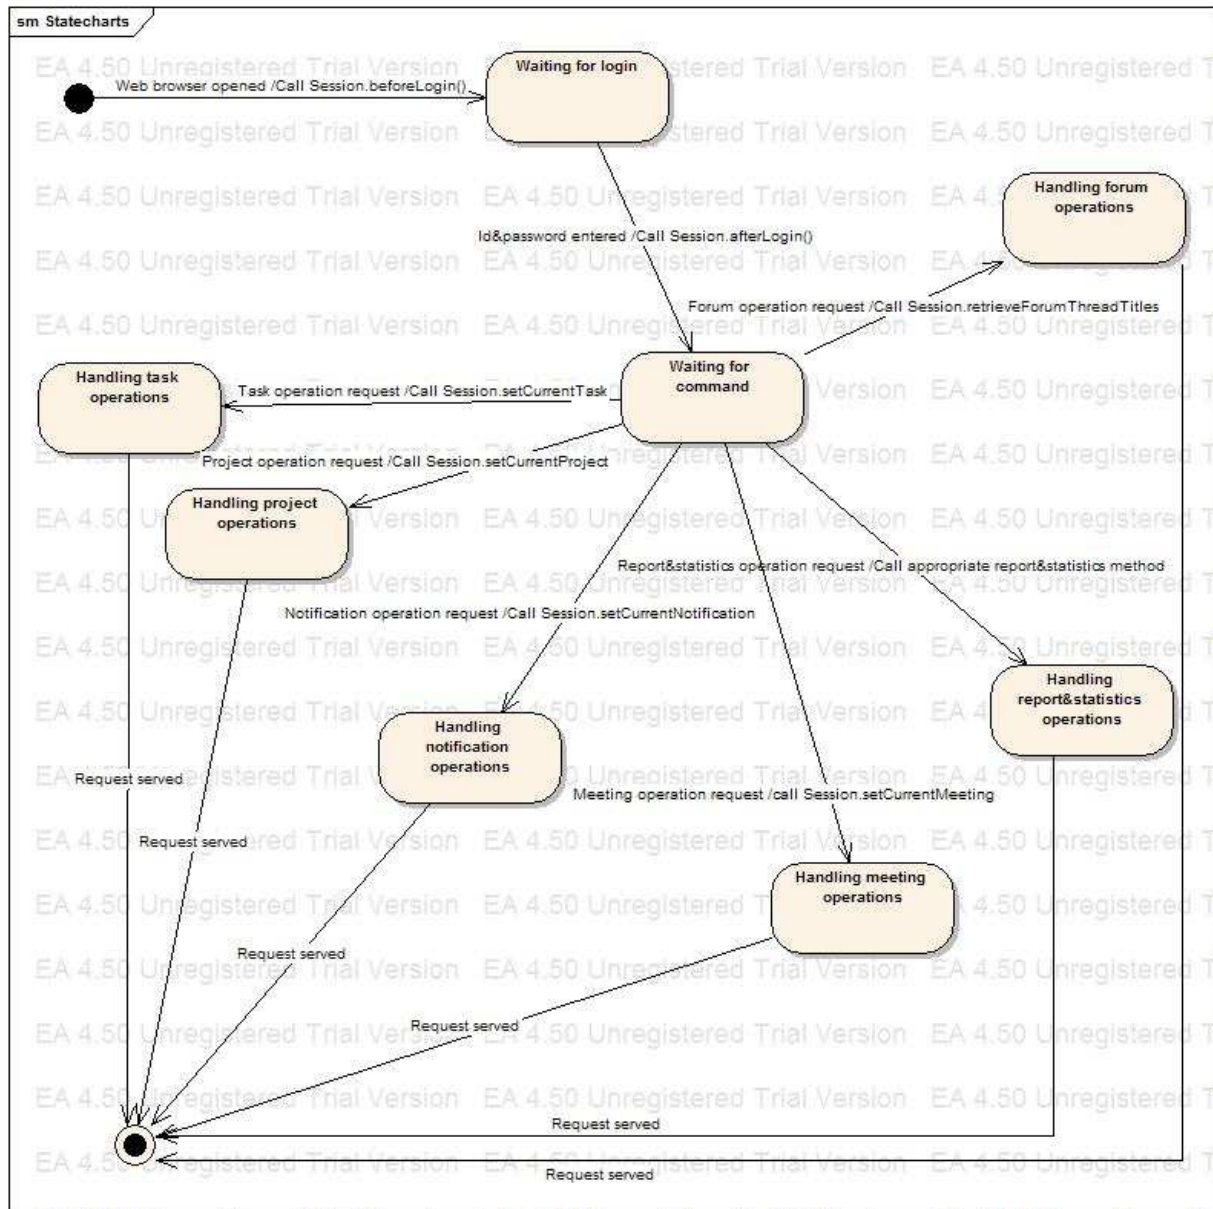 sm Statecharts
Waiting for login
Web browser opened /Call Session.beforeLogin()
Handling forum
operations
Id&password entered /Call Session.afterLogin()
Forum operation request /Call Session.retrieveForumThreadTitles
Waiting for
command
Handling task
operations
Task operation request /Call Session.setCurrentTask
Project operation request /Call Session.setCurrentProject
Handling project
operations
Report&statistics operation request /Call appropriate report&statistics method
Notification operation request /Call Session.setCurrentNotification
Handling
report&statistics
operations
Handling
notification
operations
Request served
Meeting operation request /call Session.setCurrentMeeting
Request served
Handling meeting
operations
Request served
Request served
Request served
Request served
EA 4.50 Unregistered Trial Version